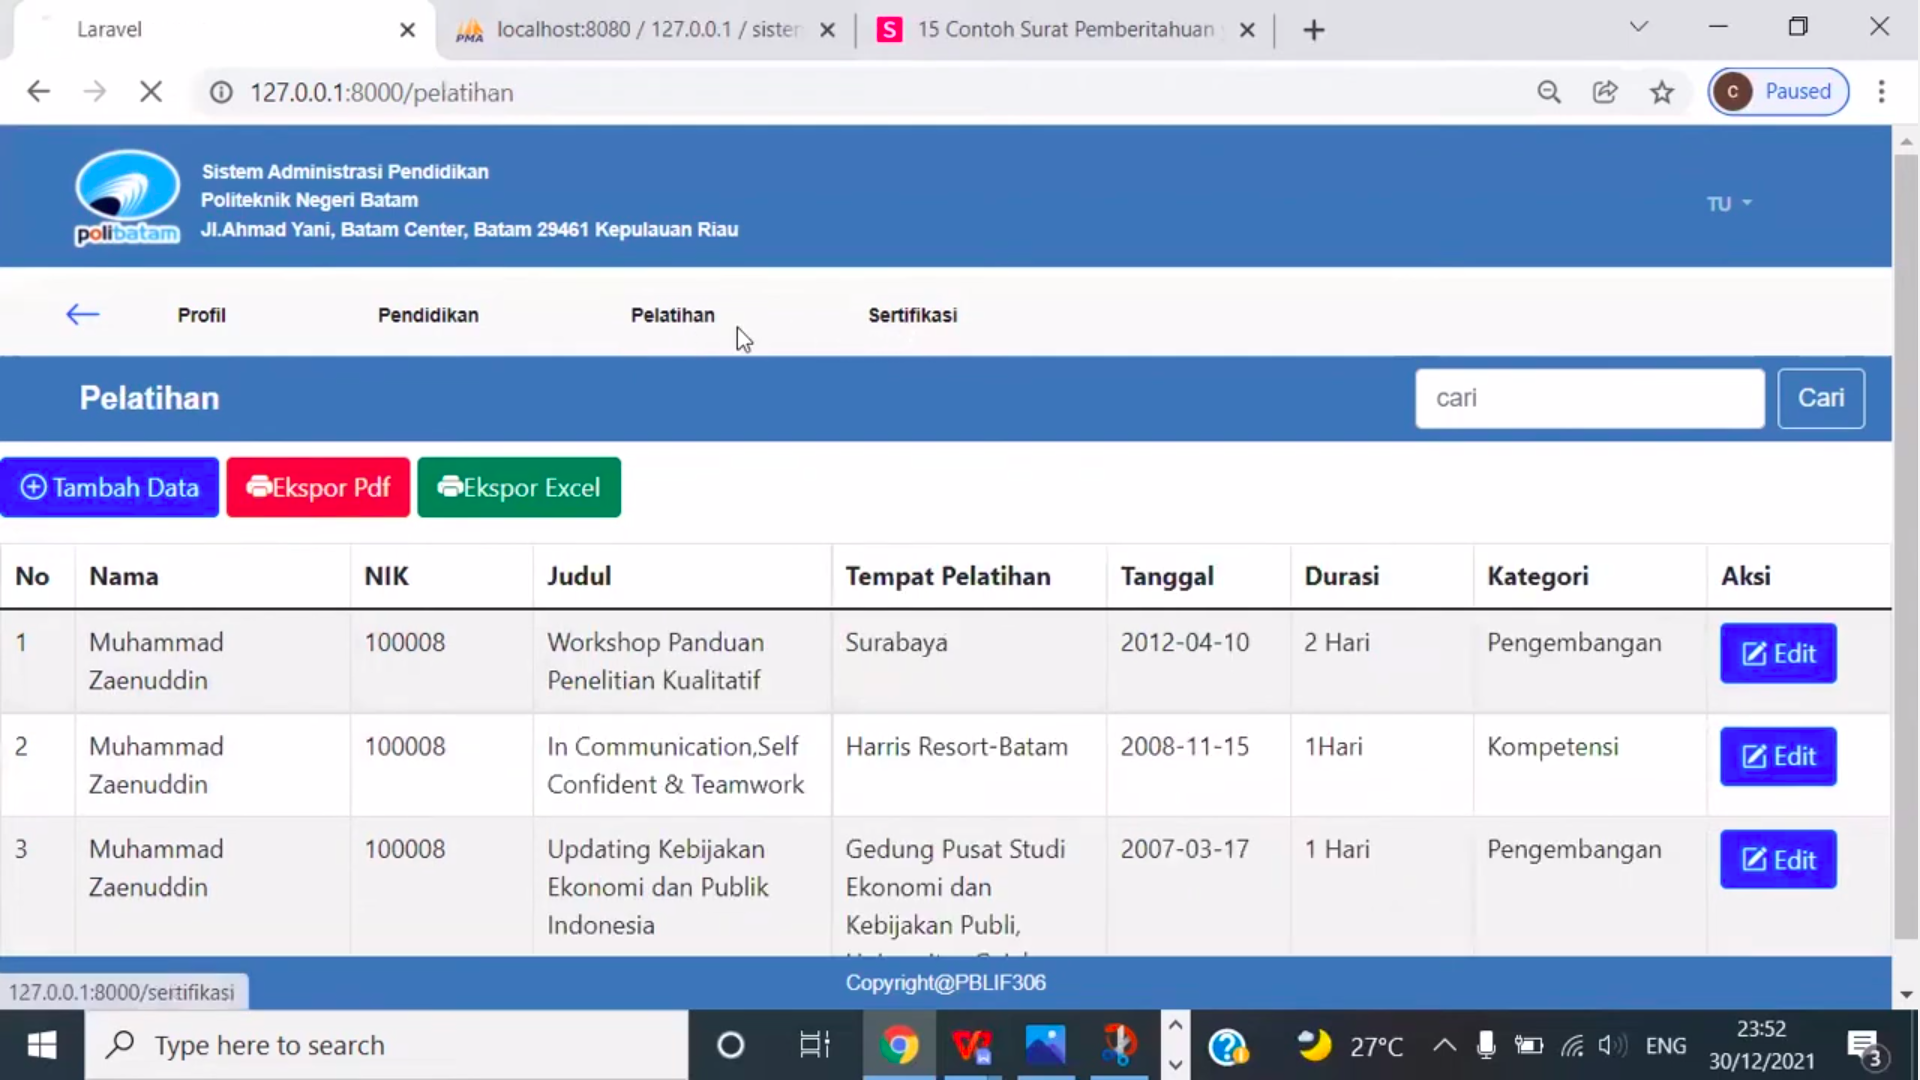 Laravel
localhost:8080 / 127.0.0.1 / sister
15 Contoh Surat Pemberitahuan
127.0.0.1:8000/pelatihan
C Paused
Sistem Administrasi Pendidikan
Politeknik Negeri Batam
Jl.Ahmad Yani, Batam Center, Batam 29461 Kepulauan Riau
polibatam
TU
Profil Pendidikan Pelatihan Sertifikasi
Pelatihan
cari
Cari
Tambah Data Ekspor Pdf Ekspor Excel
No Nama NIK Judul Tempat Pelatihan Tanggal Durasi Kategori Aksi
1 Muhammad 100008 Workshop Panduan Surabaya 2012-04-10 2 Hari Pengembangan Edit
Zaenuddin Penelitian Kualitatif
2 Muhammad 100008 In Communication,Self Harris Resort-Batam 2008-11-15 1Hari Kompetensi Edit
Zaenuddin Confident & Teamwork
3 Muhammad 100008 Updating Kebijakan Gedung Pusat Studi 2007-03-17 1 Hari Pengembangan Edit
Zaenuddin Ekonomi dan Publik Ekonomi dan
Indonesia Kebijakan Publi,
Copyright@PBLIF306
127.0.0.1:8000/sertifikasi
Type here to search
27°C
ENG
23:52
30/12/2021
3